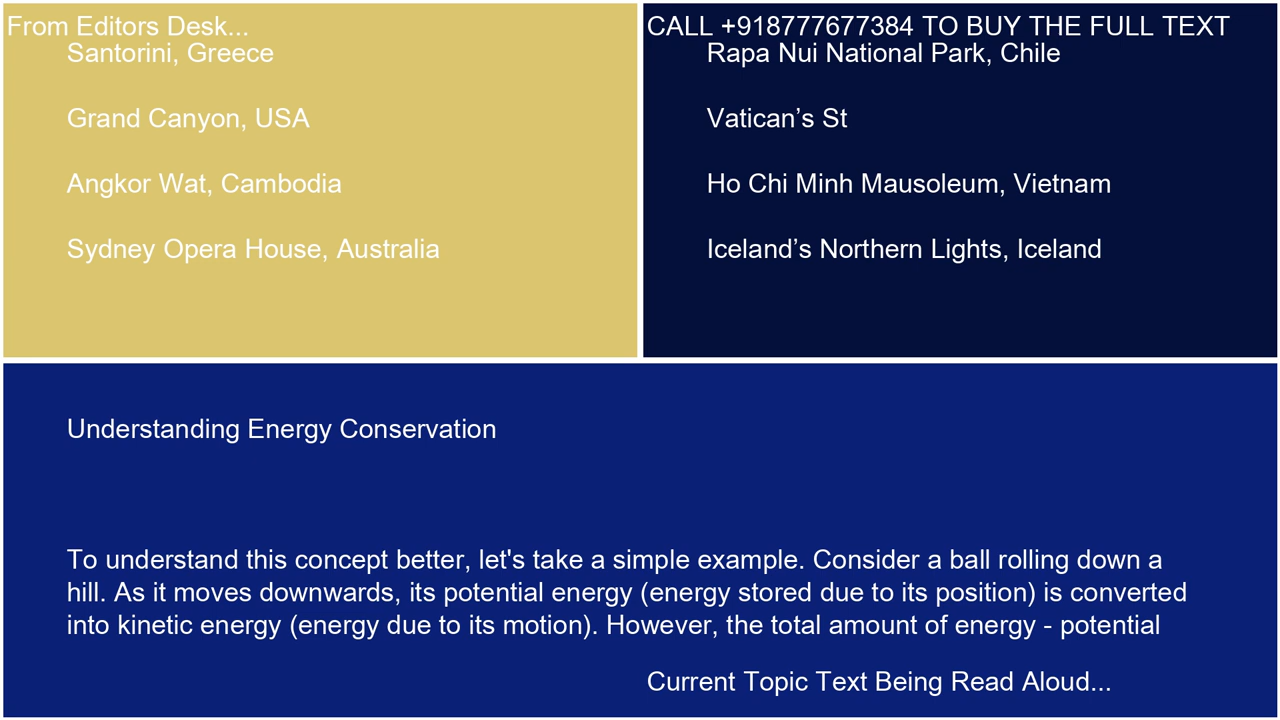 From Editors Desk...
Santorini, Greece
Grand Canyon, USA
Angkor Wat, Cambodia
Sydney Opera House, Australia
CALL +918777677384 TO BUY THE FULL TEXT
Rapa Nui National Park, Chile
Vatican’s St
Ho Chi Minh Mausoleum, Vietnam
Iceland’s Northern Lights, Iceland
Understanding Energy Conservation
To understand this concept better, let's take a simple example. Consider a ball rolling down a
hill. As it moves downwards, its potential energy (energy stored due to its position) is converted
into kinetic energy (energy due to its motion). However, the total amount of energy - potential
Current Topic Text Being Read Aloud...